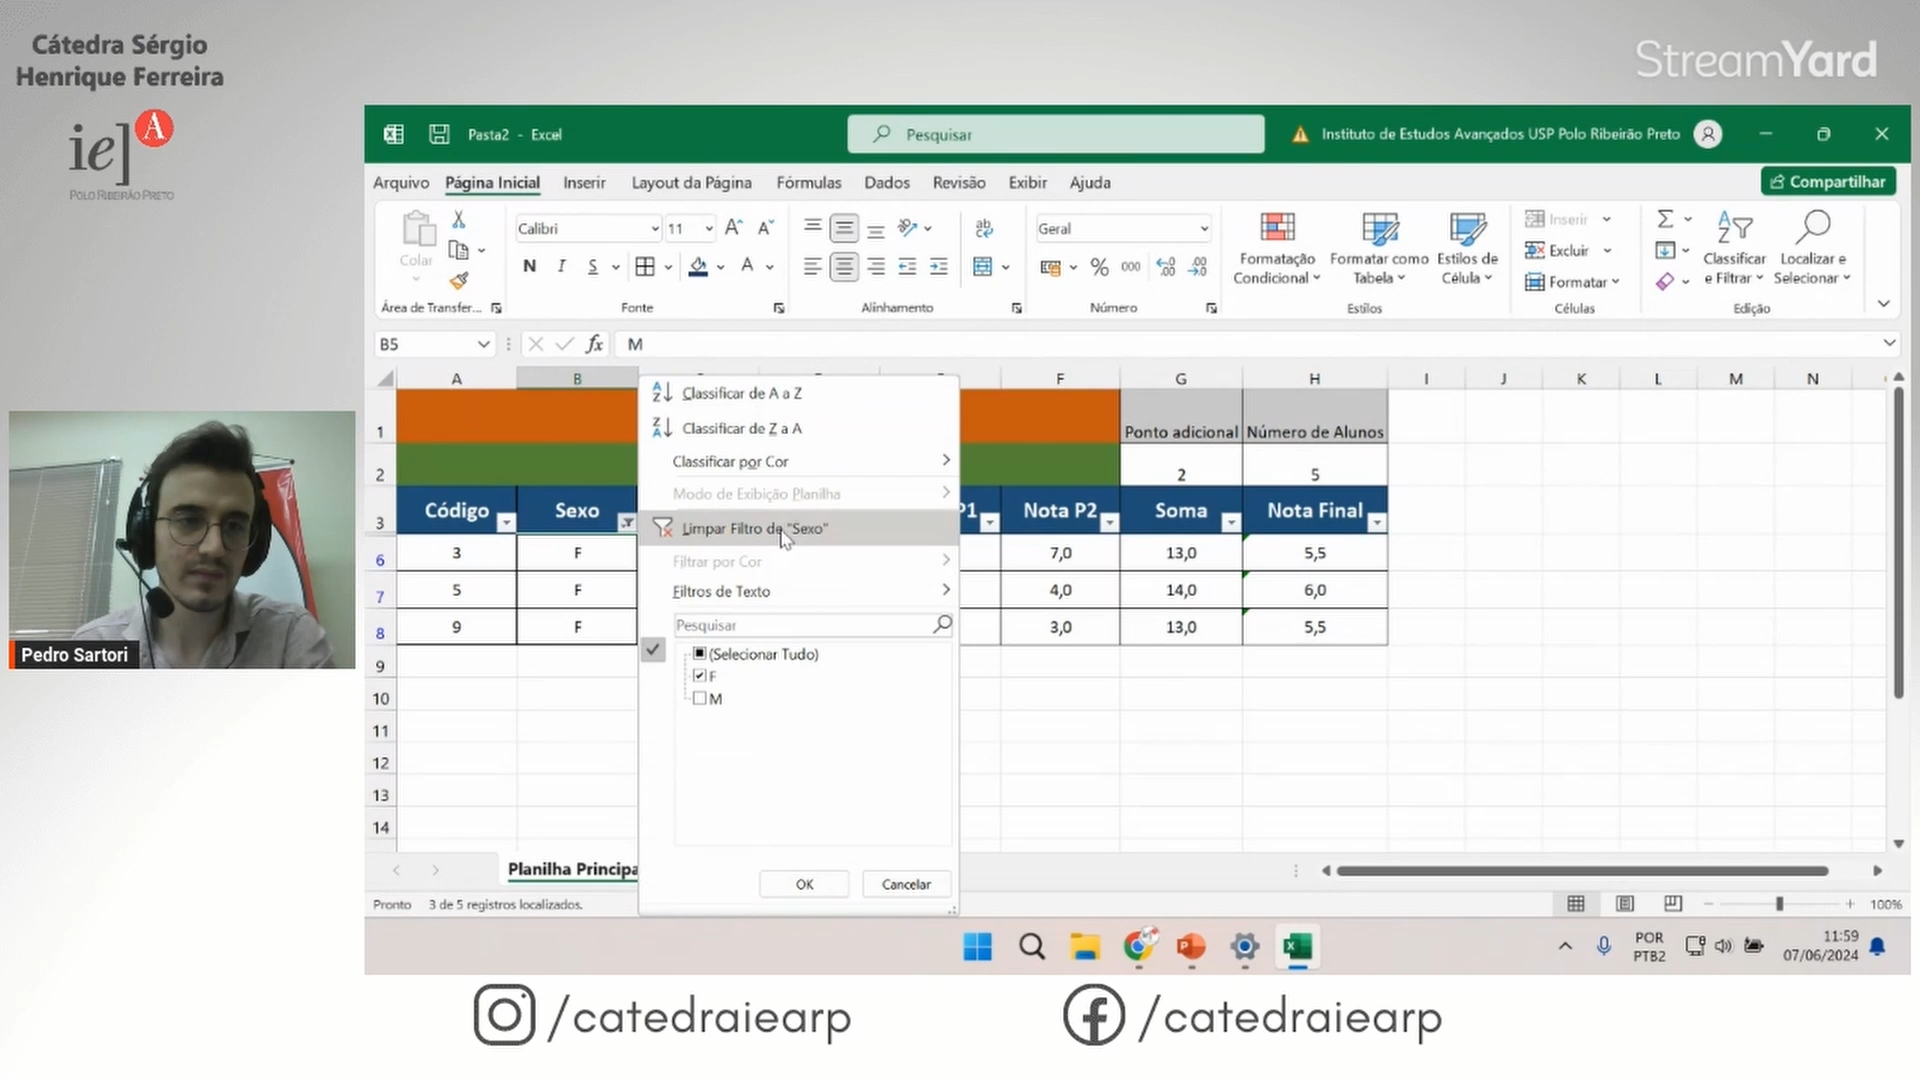 Cátedra Sérgio
Henrique Ferreira
iea
A
POLO RIBEIRÃO PRETO
StreamYard
Pasta2 - Excel
Pesquisar
Instituto de Estudos Avançados USP Polo Ribeirão Preto
Arquivo Página Inicial Inserir Layout da Página Fórmulas Dados Revisão Exibir Ajuda
Compartilhar
Colar
Calibri 11
N I S
Geral
% 000
Formatação Condicional
Formatar como Tabela
Estilos de Célula
Inserir
Excluir
Formatar
Classificar e Filtrar
Localizar e Selecionar
Área de Transfer... Fonte Alinhamento Número Estilos Células Edição
B5 fx M
A B F G H I J K L M N
1 Ponto adicional Número de Alunos
2 2 5
3 Código Sexo P1 Nota P2 Soma Nota Final
6 3 F 7,0 13,0 5,5
7 5 F 4,0 14,0 6,0
8 9 F 3,0 13,0 5,5
9
10
11
12
13
14
Classificar de A a Z
Classificar de Z a A
Classificar por Cor
Modo de Exibição Planilha
Limpar Filtro de "Sexo"
Filtrar por Cor
Filtros de Texto
Pesquisar
(Selecionar Tudo)
F
M
OK Cancelar
Planilha Principa
Pronto 3 de 5 registros localizados.
100%
POR
PTB2
11:59
07/06/2024
Pedro Sartori
/catedraiearp
/catedraiearp